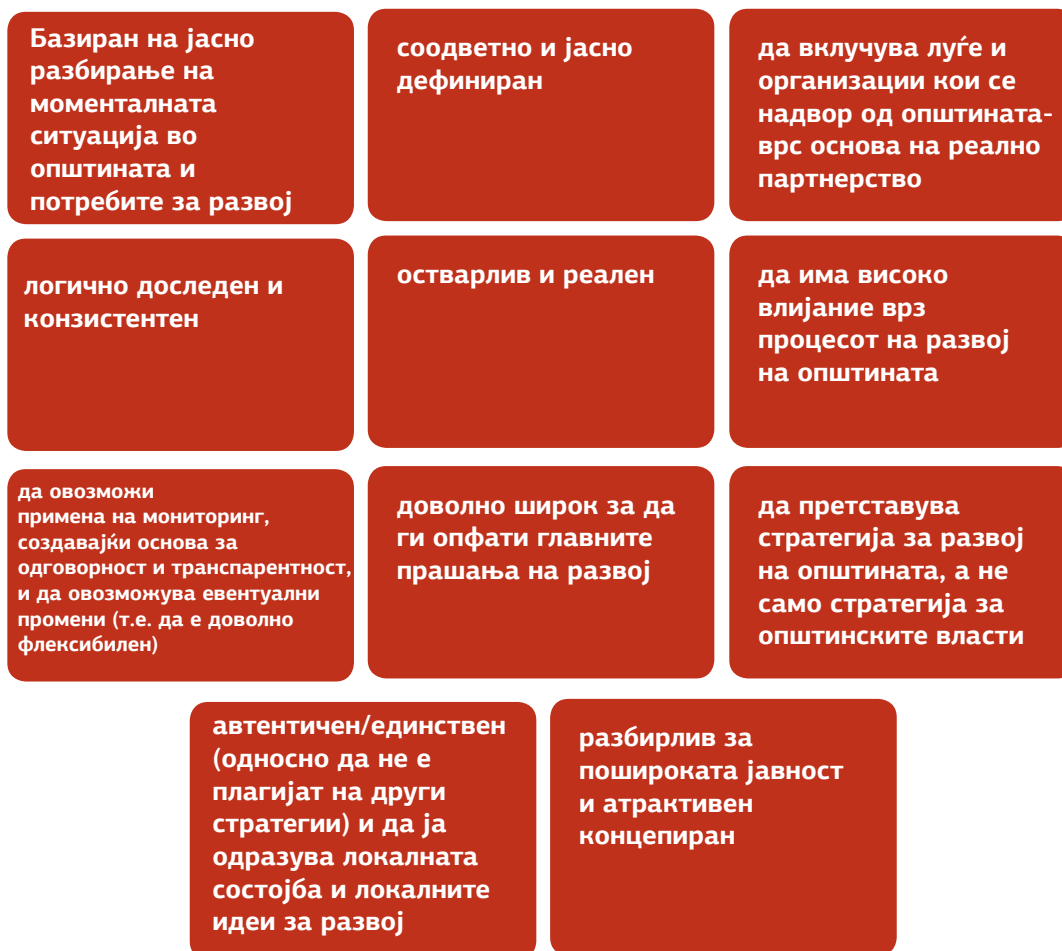 Базиран на јасно
разбирање на
моменталната
ситуација во
општината и
потребите за развој
соодветно и јасно
дефиниран
да вклучува луѓе и
организации кои се
надвор од општината-
врс основа на реално
партнерство
логично доследен и
конзистентен
остварлив и реален
да има високо
влијание врз
процесот на развој
на општината
да овозможи
примена на мониторинг,
создавајќи основа за
одговорност и транспарентност,
и да овозможува евентуални
промени (т.е. да е доволно
флексибилен)
доволно широк за да
ги опфати главните
прашања на развој
да претставува
стратегија за развој
на општината, а не
само стратегија за
општинските власти
автентичен/единствен
(односно да не е
плагијат на други
стратегии) и да ја
одразува локалната
состојба и локалните
идеи за развој
разбирлив за
пошироката јавност
и атрактивен
концепиран